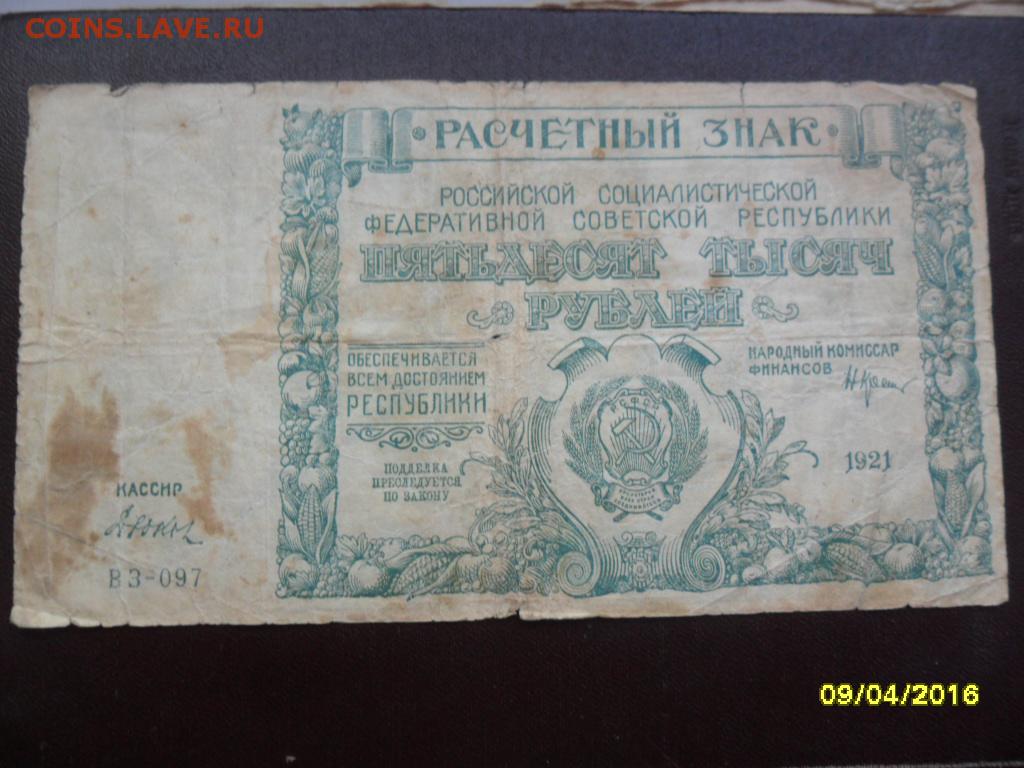 COINS.LAVE.RU
РАСЧЕТНЫЙ ЗНАК
РОССИЙСКОЙ СОЦИАЛИСТИЧЕСКОЙ
ФЕДЕРАТИВНОЙ СОВЕТСКОЙ РЕСПУБЛИКИ
ПЯТЬДЕСЯТ ТЫСЯЧ
РУБЛЕЙ
ОБЕСПЕЧИВАЕТСЯ
ВСЕМ ДОСТОЯНИЕМ
РЕСПУБЛИКИ
ПОДДЕЛКА
ПРЕСЛЕДУЕТСЯ
ПО ЗАКОНУ
НАРОДНЫЙ КОМИССАР
ФИНАНСОВ
1921
КАССИР
ВЗ-097
09/04/2016